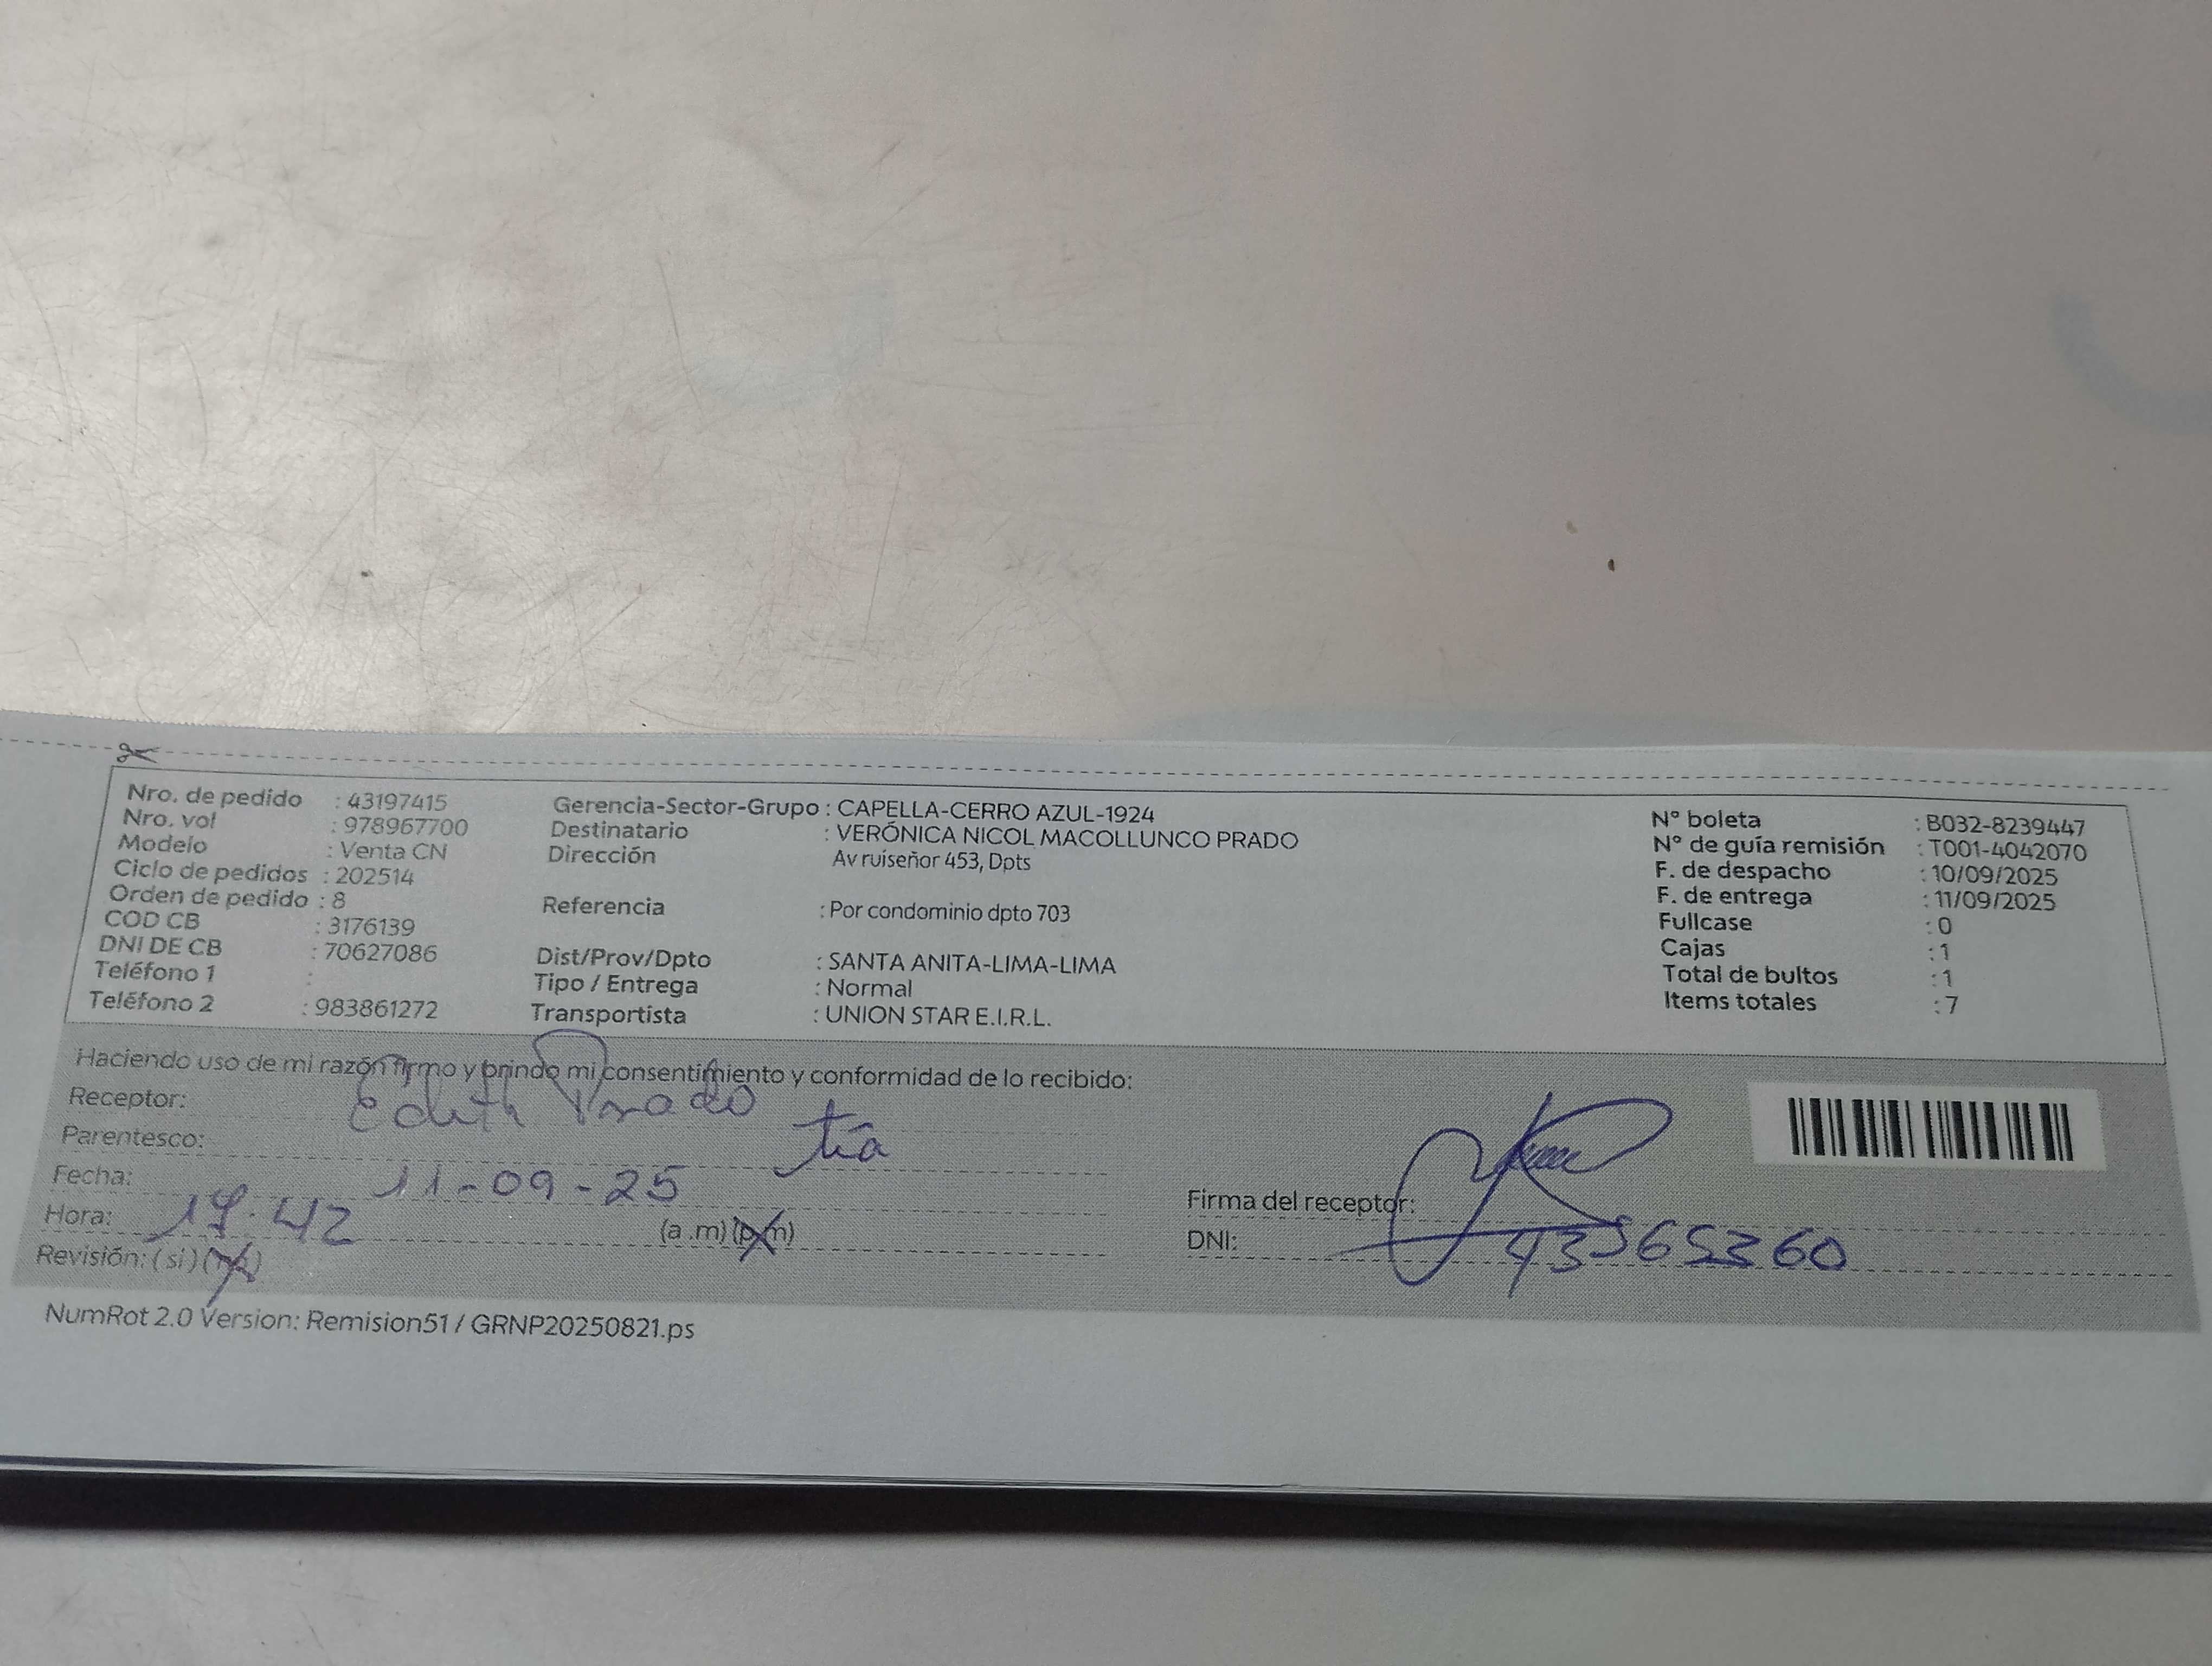 Nro. de pedido : 43197415
Nro. vol : 978967700
Modelo : Venta CN
Ciclo de pedidos : 202514
Orden de pedido : 8
COD CB : 3176139
DNI DE CB : 70627086
Teléfono 1 :
Teléfono 2 : 983861272
Gerencia-Sector-Grupo : CAPELLA-CERRO AZUL-1924
Destinatario : VERÓNICA NICOL MACOLLUNCO PRADO
Dirección Av ruiseñor 453, Dpts
Referencia : Por condominio dpto 703
Dist/Prov/Dpto : SANTA ANITA-LIMA-LIMA
Tipo / Entrega : Normal
Transportista : UNION STAR E.I.R.L.
N° boleta : B032-8239447
N° de guía remisión : T001-4042070
F. de despacho : 10/09/2025
F. de entrega : 11/09/2025
Fullcase : 0
Cajas : 1
Total de bultos : 1
Items totales : 7
Haciendo uso de mi razón firmo y brindo mi consentimiento y conformidad de lo recibido:
Receptor: Edith Prado
Parentesco: tía
Fecha: 11-09-25
Hora: 17.42 (a.m)(p.m)
Revisión: (si)(no)
Firma del receptor:
DNI:
NumRot 2.0 Version: Remision51 / GRNP20250821.ps